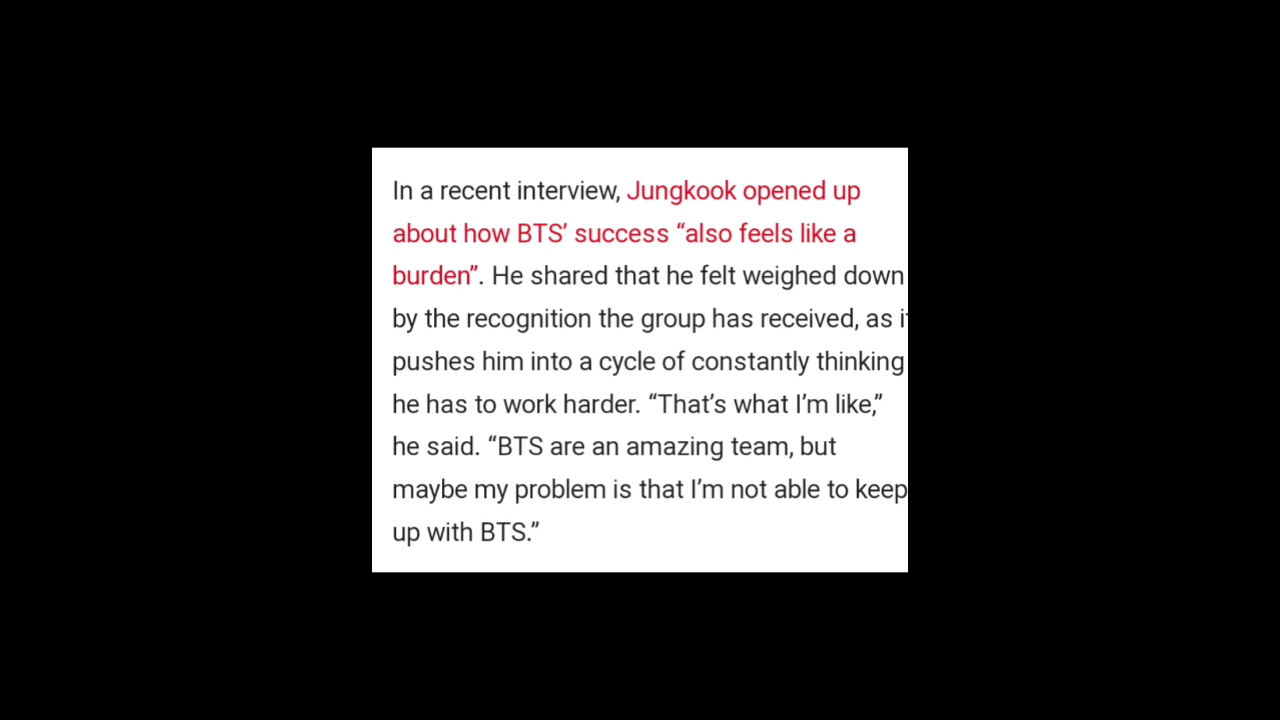 In a recent interview, Jungkook opened up
about how BTS’ success “also feels like a
burden”. He shared that he felt weighed down
by the recognition the group has received, as it
pushes him into a cycle of constantly thinking
he has to work harder. “That’s what I’m like,”
he said. “BTS are an amazing team, but
maybe my problem is that I’m not able to keep
up with BTS.”